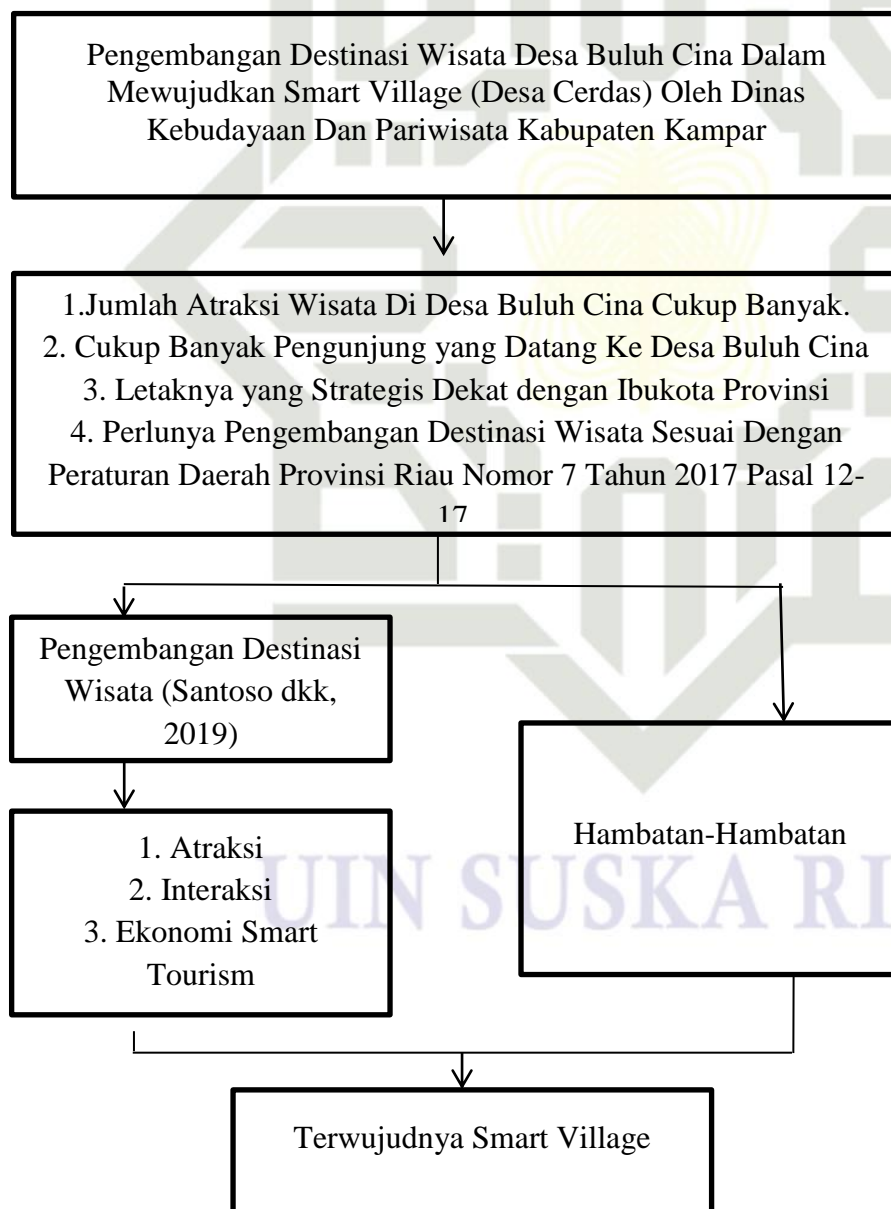 Pengembangan Destinasi Wisata Desa Buluh Cina Dalam
Mewujudkan Smart Village (Desa Cerdas) Oleh Dinas
Kebudayaan Dan Pariwisata Kabupaten Kampar
1.Jumlah Atraksi Wisata Di Desa Buluh Cina Cukup Banyak.
2. Cukup Banyak Pengunjung yang Datang Ke Desa Buluh Cina
3. Letaknya yang Strategis Dekat dengan Ibukota Provinsi
4. Perlunya Pengembangan Destinasi Wisata Sesuai Dengan
Peraturan Daerah Provinsi Riau Nomor 7 Tahun 2017 Pasal 12-
17
Pengembangan Destinasi
Wisata (Santoso dkk,
2019)
1. Atraksi
2. Interaksi
3. Ekonomi Smart
Tourism
Hambatan-Hambatan
UIN SUSKA RI
Terwujudnya Smart Village